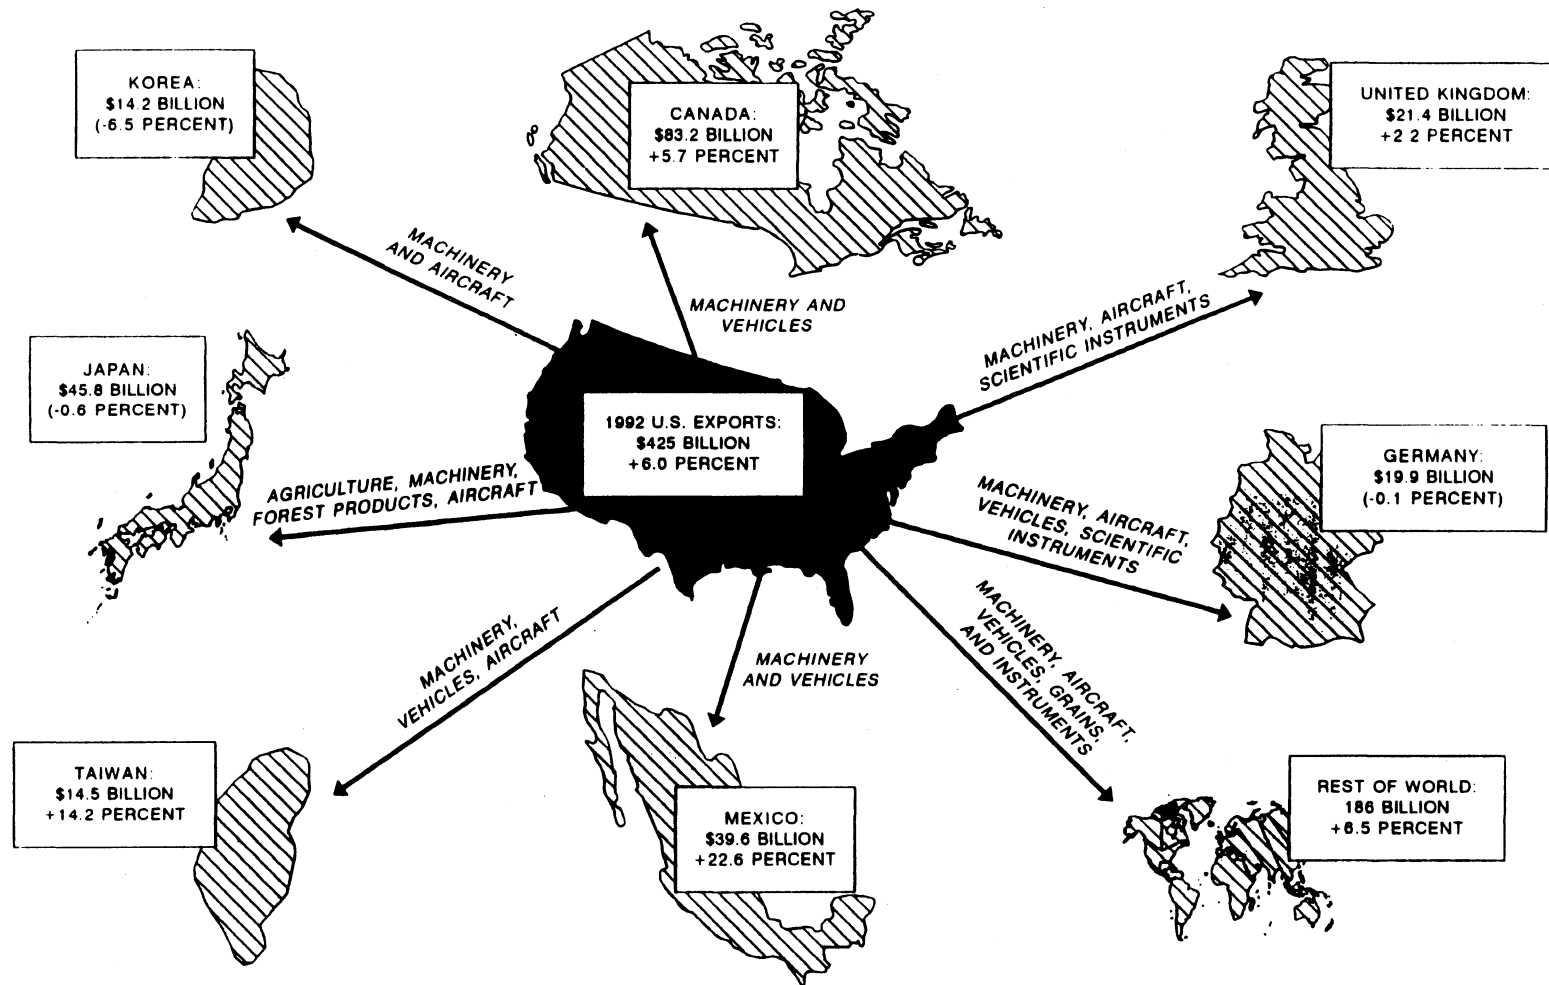 KOREA:
$14.2 BILLION
(-6.5 PERCENT)
CANADA:
$83.2 BILLION
+5.7 PERCENT
UNITED KINGDOM:
$21.4 BILLION
+2 2 PERCENT
MACHINERY
AND AIRCRAFT
MACHINERY AND
VEHICLES
MACHINERY, AIRCRAFT,
SCIENTIFIC INSTRUMENTS
JAPAN:
$45.8 BILLION
(-0.6 PERCENT)
1992 U.S. EXPORTS:
$425 BILLION
+6.0 PERCENT
GERMANY:
$19.9 BILLION
(-0.1 PERCENT)
AGRICULTURE, MACHINERY,
FOREST PRODUCTS, AIRCRAFT
MACHINERY, AIRCRAFT,
VEHICLES, SCIENTIFIC
INSTRUMENTS
MACHINERY,
VEHICLES, AIRCRAFT
MACHINERY
AND VEHICLES
MACHINERY, AIRCRAFT,
VEHICLES, GRAINS,
AND INSTRUMENTS
TAIWAN:
$14.5 BILLION
+14.2 PERCENT
MEXICO:
$39.6 BILLION
+22.6 PERCENT
REST OF WORLD:
186 BILLION
+6.5 PERCENT